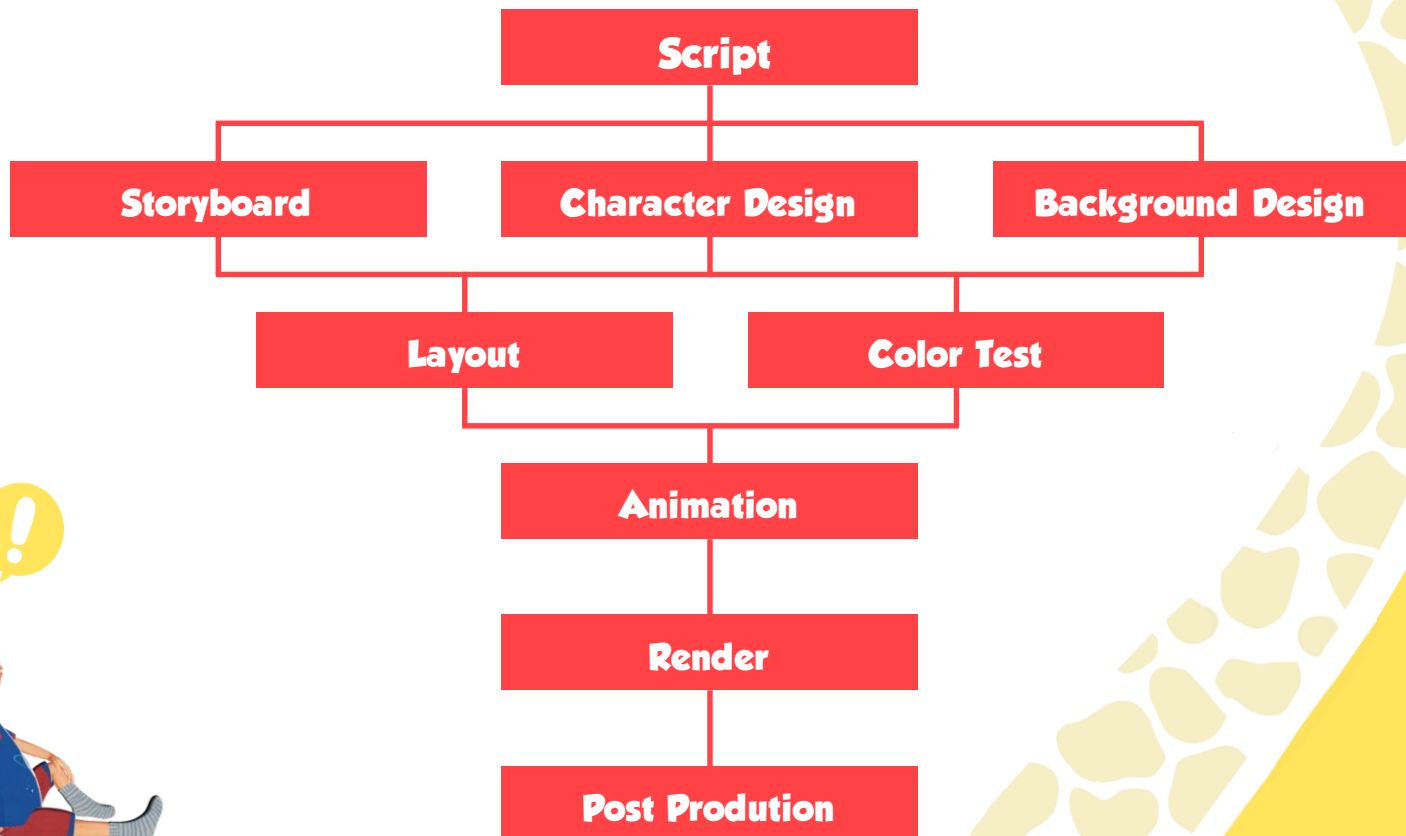 Script
Storyboard
Character Design
Background Design
Layout
Color Test
!
Animation
Render
Post Prodution